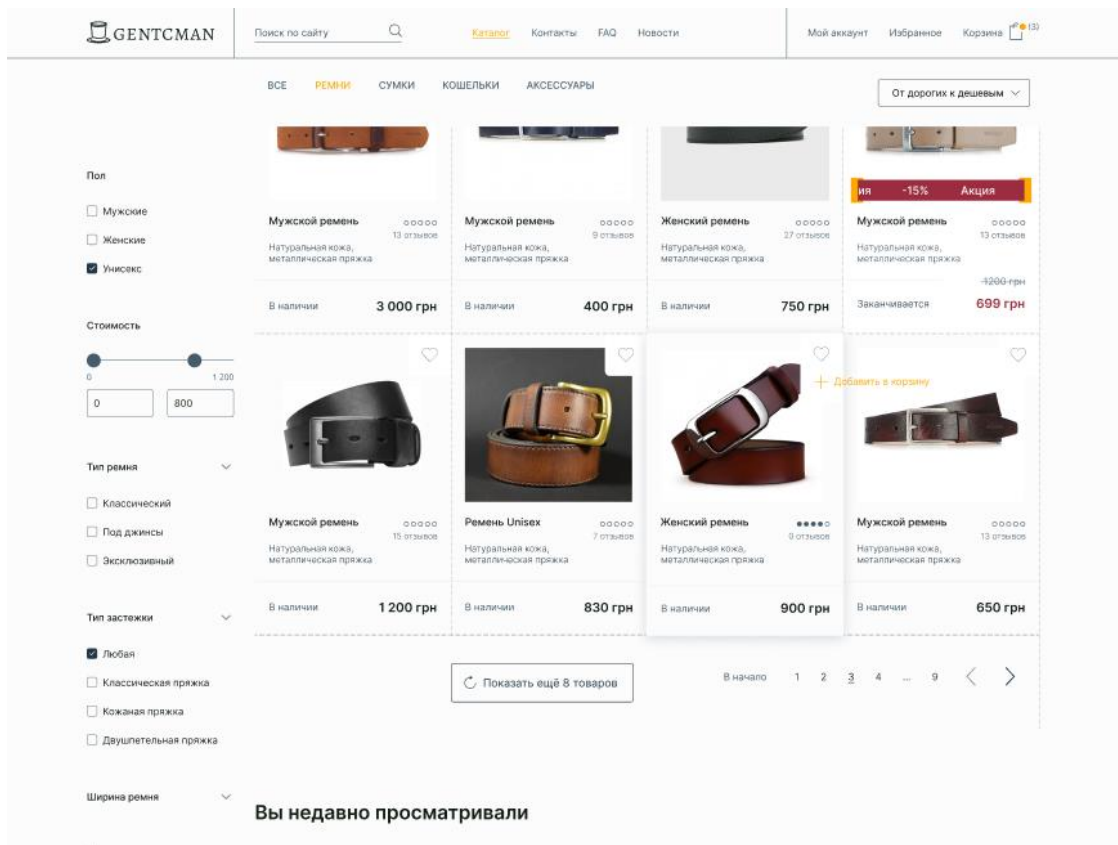 GENTCMAN
Поиск по сайту
Каталог Контакты FAQ Новости
Мой аккаунт Избранное Корзина (3)
ВСЕ РЕМНИ СУМКИ КОШЕЛЬКИ АКСЕССУАРЫ
От дорогих к дешевым
Пол
Мужские
Женские
Унисекс
Стоимость
0 1 200
0 800
Тип ремня
Классический
Под джинсы
Эксклюзивный
Тип застежки
Любая
Классическая пряжка
Кожаная пряжка
Двушпетельная пряжка
Ширина ремня
Мужской ремень
13 отзывов
Натуральная кожа,
металлическая пряжка
В наличии 3 000 грн
Мужской ремень
9 отзывов
Натуральная кожа,
металлическая пряжка
В наличии 400 грн
Женский ремень
27 отзывов
Натуральная кожа,
металлическая пряжка
В наличии 750 грн
ия -15% Акция
Мужской ремень
13 отзывов
Натуральная кожа,
металлическая пряжка
1200 грн
Заканчивается 699 грн
Мужской ремень
15 отзывов
Натуральная кожа,
металлическая пряжка
В наличии 1 200 грн
Ремень Unisex
7 отзывов
Натуральная кожа,
металлическая пряжка
В наличии 830 грн
Добавить в корзину
Женский ремень
0 отзывов
Натуральная кожа,
металлическая пряжка
В наличии 900 грн
Мужской ремень
13 отзывов
Натуральная кожа,
металлическая пряжка
В наличии 650 грн
Показать ещё 8 товаров
В начало 1 2 3 4 ... 9
Вы недавно просматривали